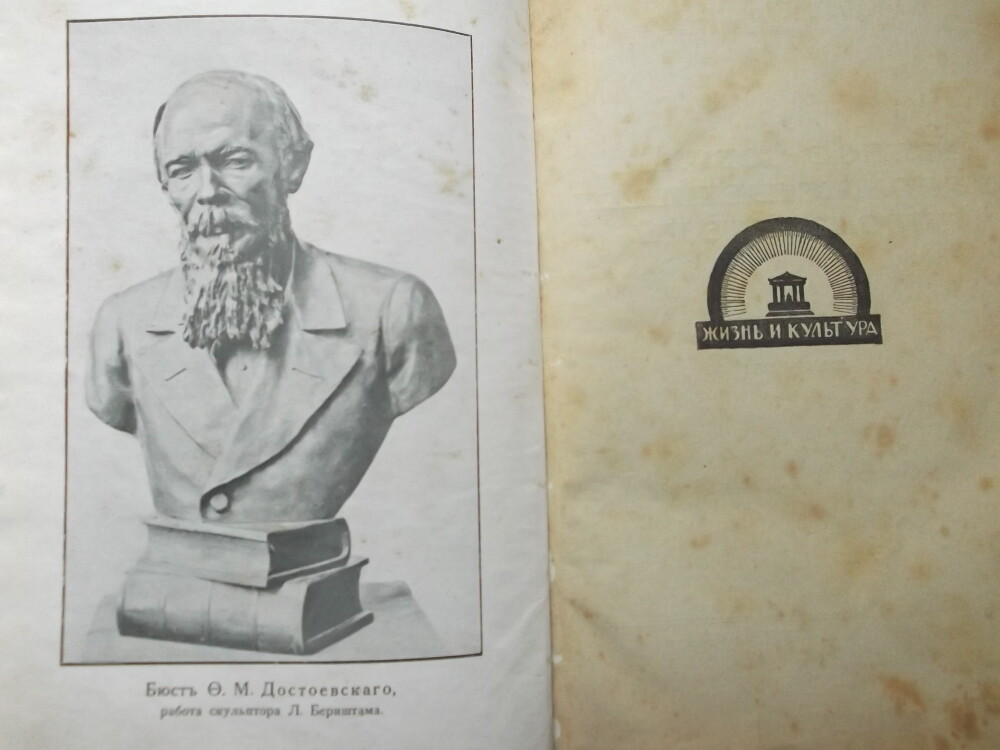 Бюстъ Ѳ. М. Достоевскаго,
работа скульптора Л. Бернштама.
ЖИЗНЬ И КУЛЬТУРА